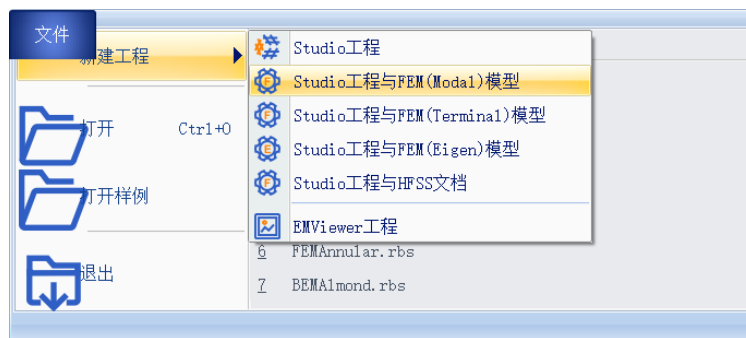 文件
新建工程
打开 Ctrl+O
打开样例
退出
Studio工程
Studio工程与FEM(Modal)模型
Studio工程与FEM(Terminal)模型
Studio工程与FEM(Eigen)模型
Studio工程与HFSS文档
EMViewer工程
6 FEMAnnular.rbs
7 BEMAlmond.rbs